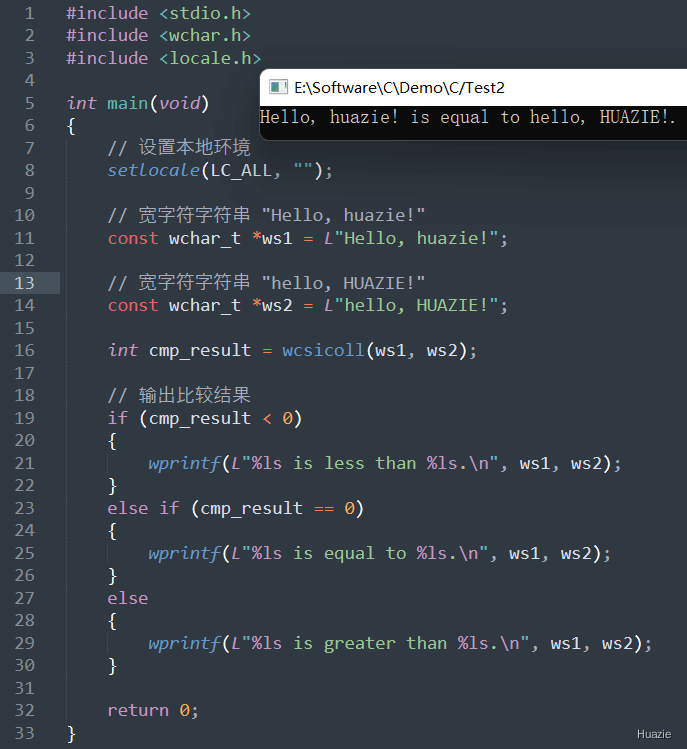 1 #include <stdio.h>
2 #include <wchar.h>
3 #include <locale.h>
4
E:\Software\C\Demo\C/Test2
5 int main(void)
Hello, huazie! is equal to hello, HUAZIE!.
6 {
7 // 设置本地环境
8 setlocale(LC_ALL, "");
9
10 // 宽字符字符串 "Hello, huazie!"
11 const wchar_t *ws1 = L"Hello, huazie!";
12
13 // 宽字符字符串 "hello, HUAZIE!"
14 const wchar_t *ws2 = L"hello, HUAZIE!";
15
16 int cmp_result = wcsicoll(ws1, ws2);
17
18 // 输出比较结果
19 if (cmp_result < 0)
20 {
21 wprintf(L"%ls is less than %ls.\n", ws1, ws2);
22 }
23 else if (cmp_result == 0)
24 {
25 wprintf(L"%ls is equal to %ls.\n", ws1, ws2);
26 }
27 else
28 {
29 wprintf(L"%ls is greater than %ls.\n", ws1, ws2);
30 }
31
32 return 0;
33 }
Huazie